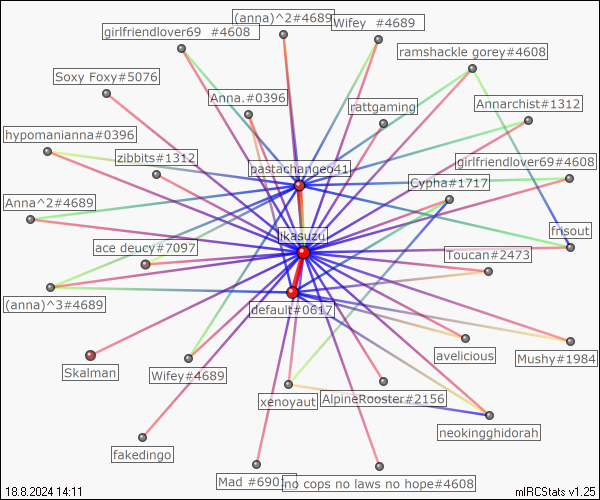 (anna)^2#4689
Wifey  #4689
girlfriendlover69  #4608
ramshackle gorey#4608
Soxy Foxy#5076
Anna.#0396
rattgaming
Annarchist#1312
hypomanianna#0396
zibbits#1312
pastachangeo41
girlfriendlover69#4608
Cypha#1717
Anna^2#4689
ikasuzu
frisout
ace deucy#7097
Toucan#2473
(anna)^3#4689
default#0617
avelicious
Mushy#1984
Skalman
Wifey#4689
xenoyaut
AlpineRooster#2156
neokingghidorah
fakedingo
Mad #6901
no cops no laws no hope#4608
18.8.2024 14:11
mIRCStats v1.25